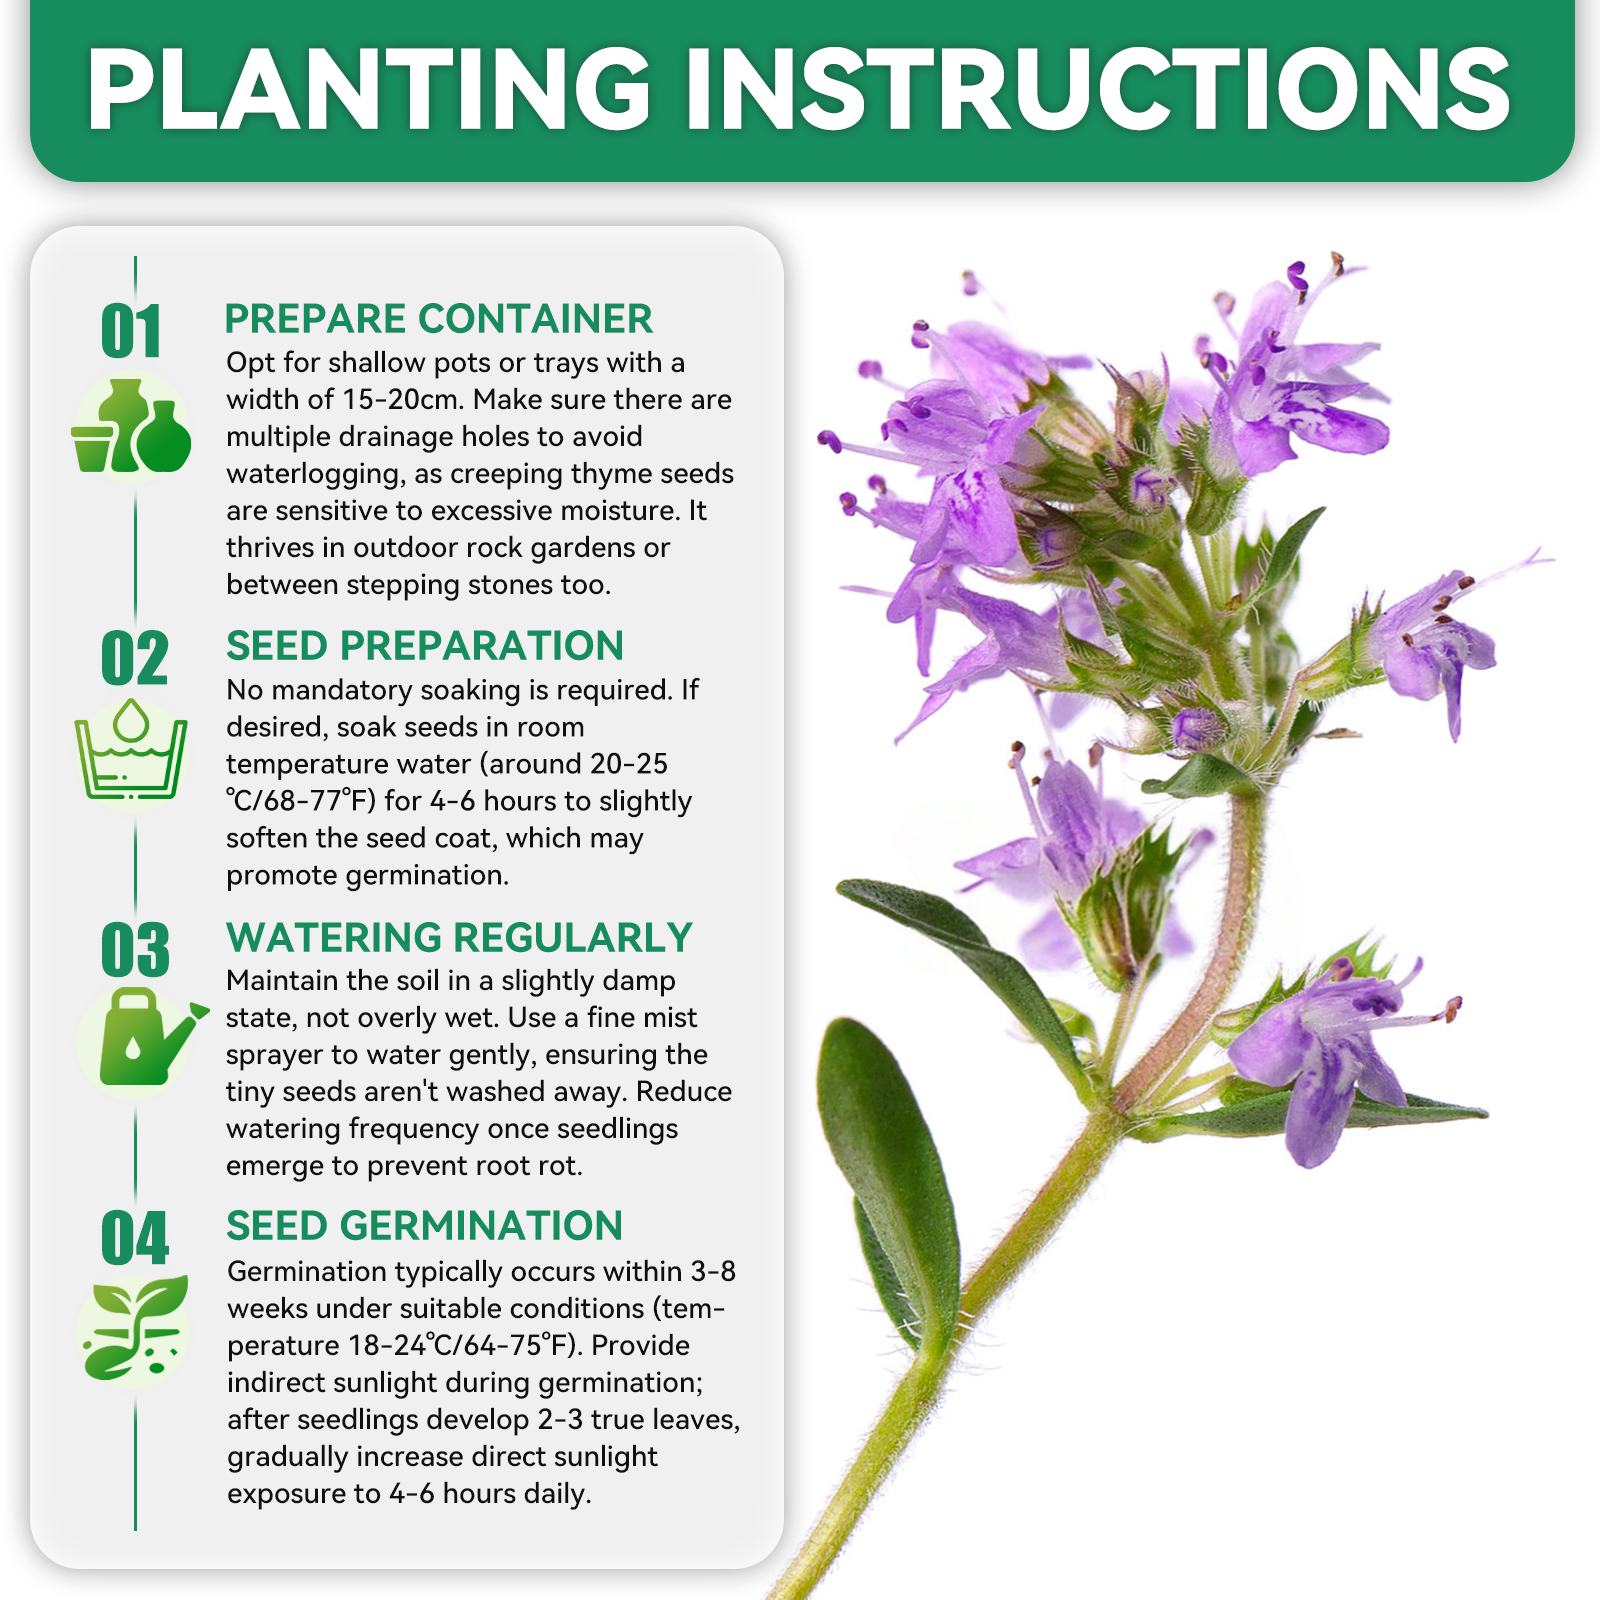 PLANTING INSTRUCTIONS
01
PREPARE CONTAINER
Opt for shallow pots or trays with a
width of 15-20cm. Make sure there are
multiple drainage holes to avoid
waterlogging, as creeping thyme seeds
are sensitive to excessive moisture. It
thrives in outdoor rock gardens or
between stepping stones too.
02
SEED PREPARATION
No mandatory soaking is required. If
desired, soak seeds in room
temperature water (around 20-25
℃/68-77℉) for 4-6 hours to slightly
soften the seed coat, which may
promote germination.
03
WATERING REGULARLY
Maintain the soil in a slightly damp
state, not overly wet. Use a fine mist
sprayer to water gently, ensuring the
tiny seeds aren't washed away. Reduce
watering frequency once seedlings
emerge to prevent root rot.
04
SEED GERMINATION
Germination typically occurs within 3-8
weeks under suitable conditions (tem-
perature 18-24℃/64-75℉). Provide
indirect sunlight during germination;
after seedlings develop 2-3 true leaves,
gradually increase direct sunlight
exposure to 4-6 hours daily.